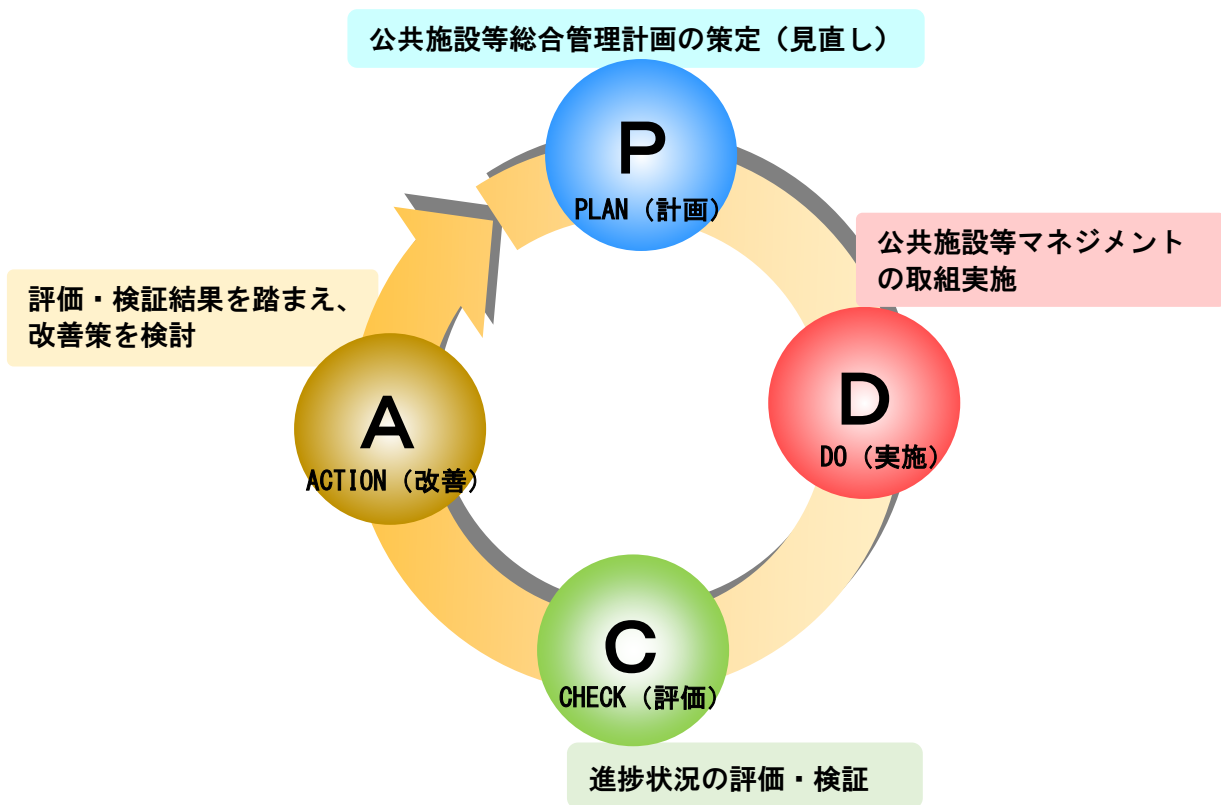 公共施設等総合管理計画の策定（見直し）
P
PLAN（計画）
公共施設等マネジメント
の取組実施
D
DO（実施）
評価・検証結果を踏まえ、
改善策を検討
A
ACTION（改善）
C
CHECK（評価）
進捗状況の評価・検証